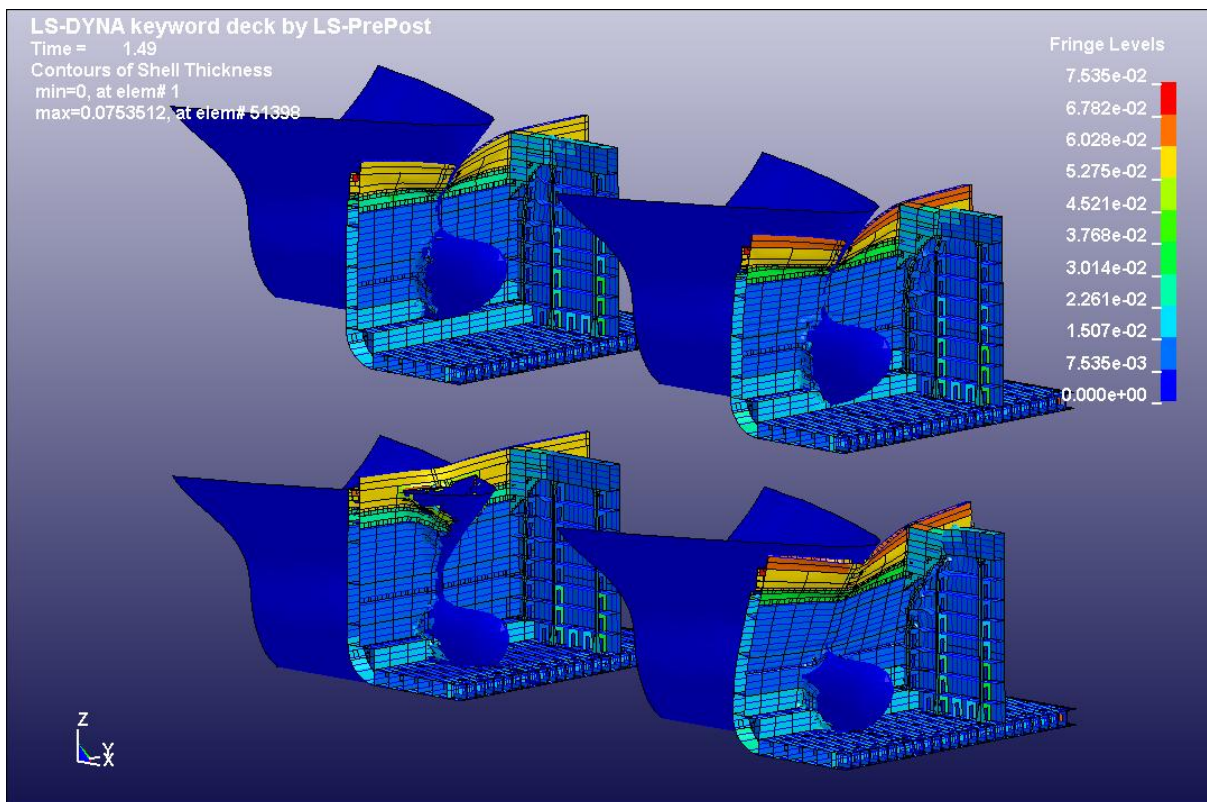 LS-DYNA keyword deck by LS-PrePost
Time =     1.49
Contours of Shell Thickness
min=0, at elem# 1
max=0.0753512, at elem# 51398
Fringe Levels
7.535e-02
6.782e-02
6.028e-02
5.275e-02
4.521e-02
3.768e-02
3.014e-02
2.261e-02
1.507e-02
7.535e-03
0.000e+00
Z
Y
X